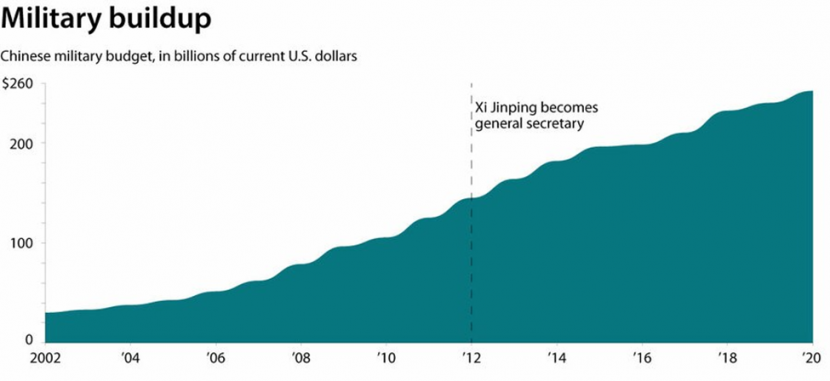 Military buildup
Chinese military budget, in billions of current U.S. dollars
$260
Xi Jinping becomes
general secretary
200
100
0
2002 '04 '06 '08 '10 '12 '14 '16 '18 '20